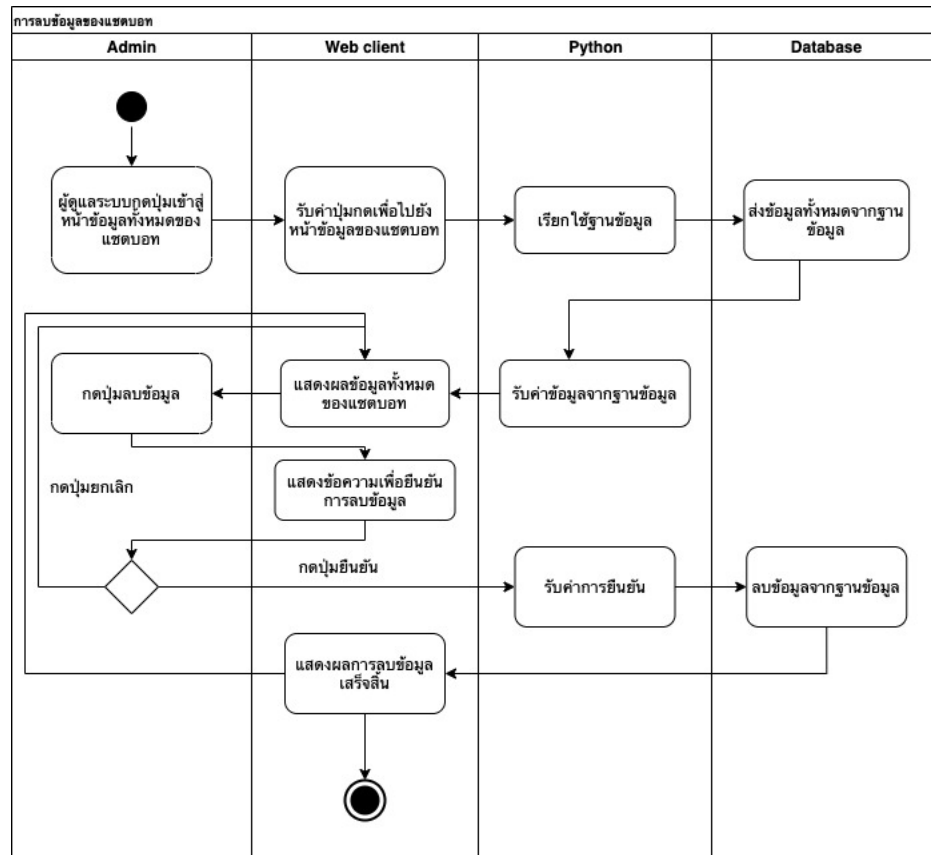 การลบข้อมูลของแชตบอท
Admin
Web client
Python
Database
ผู้ดูแลระบบกดปุ่มเข้าสู่
หน้าข้อมูลทั้งหมดของ
แชตบอท
รับค่าปุ่มกดเพื่อไปยัง
หน้าข้อมูลของแชตบอท
เรียกใช้ฐานข้อมูล
ส่งข้อมูลทั้งหมดจากฐาน
ข้อมูล
กดปุ่มลบข้อมูล
แสดงผลข้อมูลทั้งหมด
ของแชตบอท
รับค่าข้อมูลจากฐานข้อมูล
กดปุ่มยกเลิก
แสดงข้อความเพื่อยืนยัน
การลบข้อมูล
กดปุ่มยืนยัน
รับค่าการยืนยัน
ลบข้อมูลจากฐานข้อมูล
แสดงผลการลบข้อมูล
เสร็จสิ้น